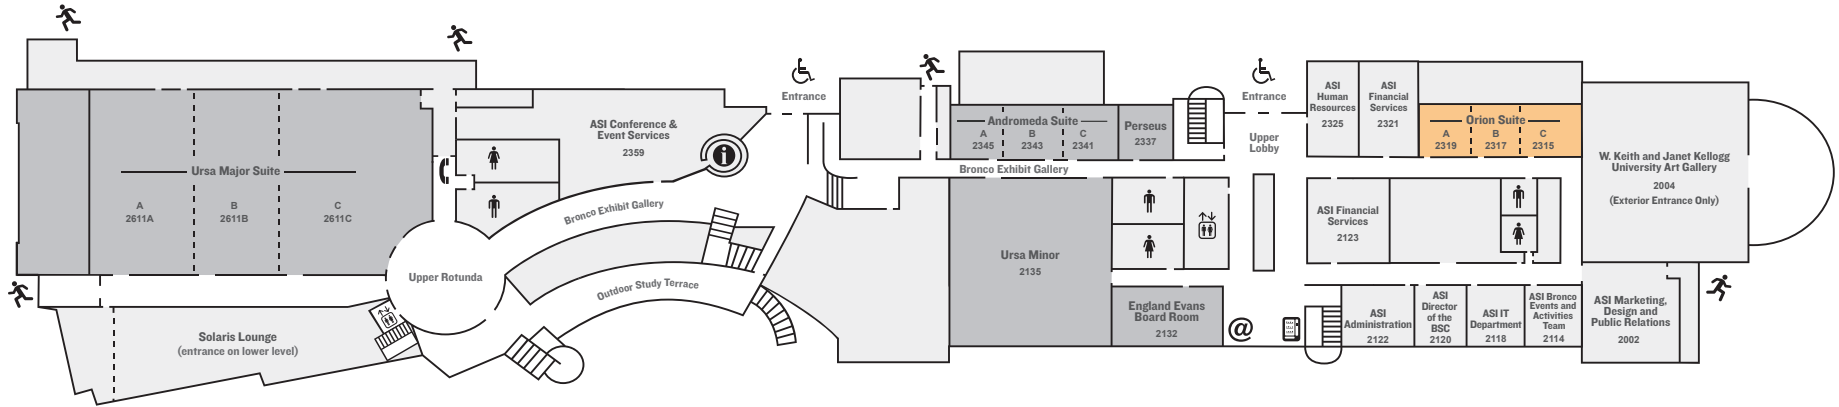 Ursa Major Suite
A
2611A
B
2611B
C
2611C
ASI Conference &
Event Services
2359
i
Bronco Exhibit Gallery
Upper Rotunda
Outdoor Study Terrace
Solaris Lounge
(entrance on lower level)
Entrance
Andromeda Suite
A
2345
B
2343
C
2341
Perseus
2337
Bronco Exhibit Gallery
Ursa Minor
2135
England Evans
Board Room
2132
@
Entrance
Upper
Lobby
ASI
Human
Resources
2325
ASI
Financial
Services
2321
Orion Suite
A
2319
B
2317
C
2315
ASI Financial
Services
2123
ASI
Administration
2122
ASI
Director
of the
BSC
2120
ASI IT
Department
2118
ASI Bronco
Events and
Activities
Team
2114
W. Keith and Janet Kellogg
University Art Gallery
2004
(Exterior Entrance Only)
ASI Marketing,
Design and
Public Relations
2002